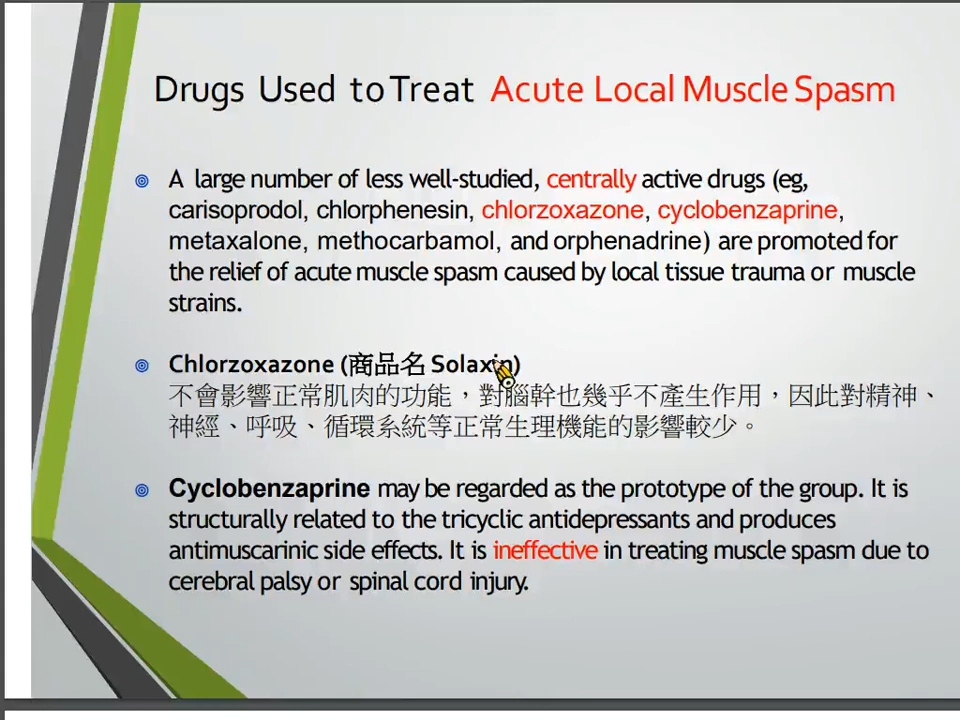 Drugs Used to Treat Acute Local Muscle Spasm
A large number of less well-studied, centrally active drugs (eg,
carisoprodol, chlorphenesin, chlorzoxazone, cyclobenzaprine,
metaxalone, methocarbamol, and orphenadrine) are promoted for
the relief of acute muscle spasm caused by local tissue trauma or muscle
strains.
Chlorzoxazone (商品名 Solaxin)
不會影響正常肌肉的功能，對腦幹也幾乎不產生作用，因此對精神、
神經、呼吸、循環系統等正常生理機能的影響較少。
Cyclobenzaprine may be regarded as the prototype of the group. It is
structurally related to the tricyclic antidepressants and produces
antimuscarinic side effects. It is ineffective in treating muscle spasm due to
cerebral palsy or spinal cord injury.